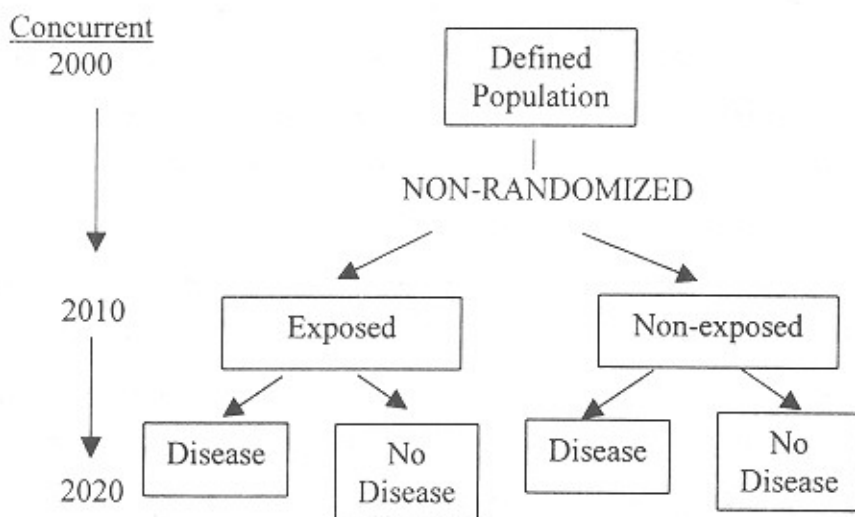 Concurrent
2000
Defined
Population
NON-RANDOMIZED
2010
Exposed
Non-exposed
Disease
No
Disease
Disease
No
Disease
2020